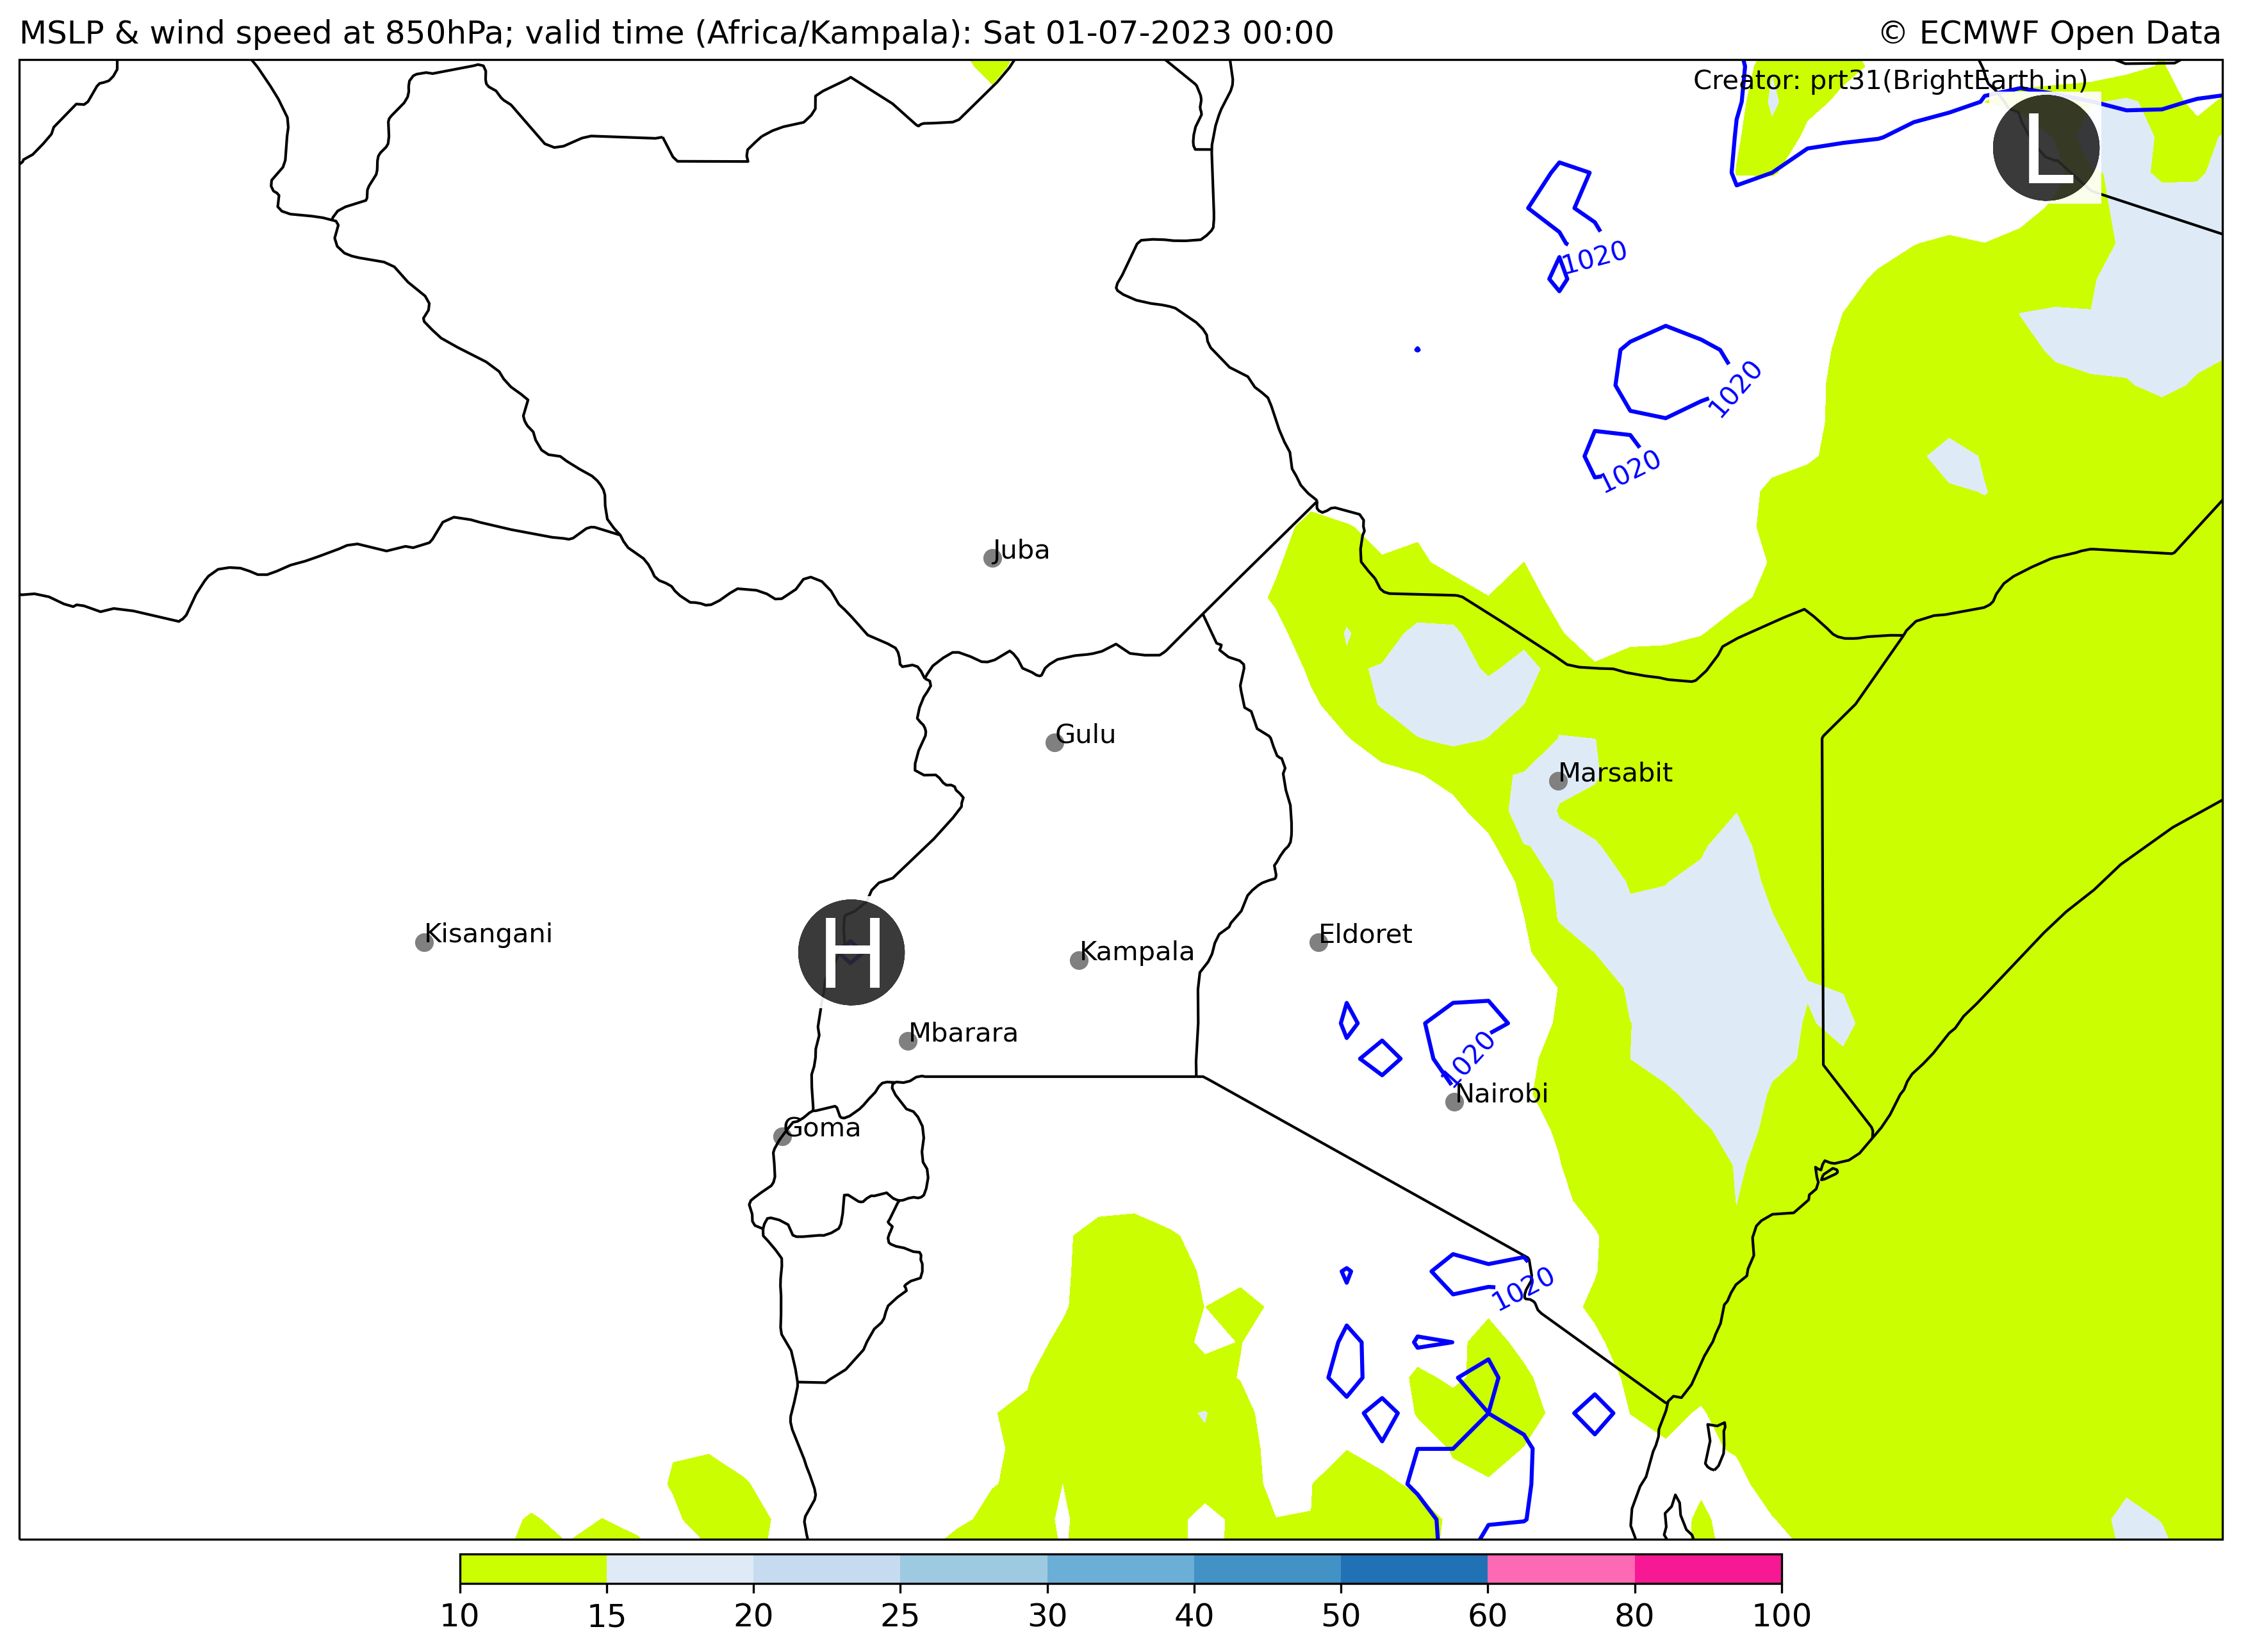 MSLP & wind speed at 850hPa; valid time (Africa/Kampala): Sat 01-07-2023 00:00
© ECMWF Open Data
Creator: prt31(BrightEarth.in)
L
1020
1020
1020
Juba
Gulu
Marsabit
Kisangani
H
Kampala
Eldoret
Mbarara
1020
Nairobi
Goma
1020
10 15 20 25 30 40 50 60 80 100